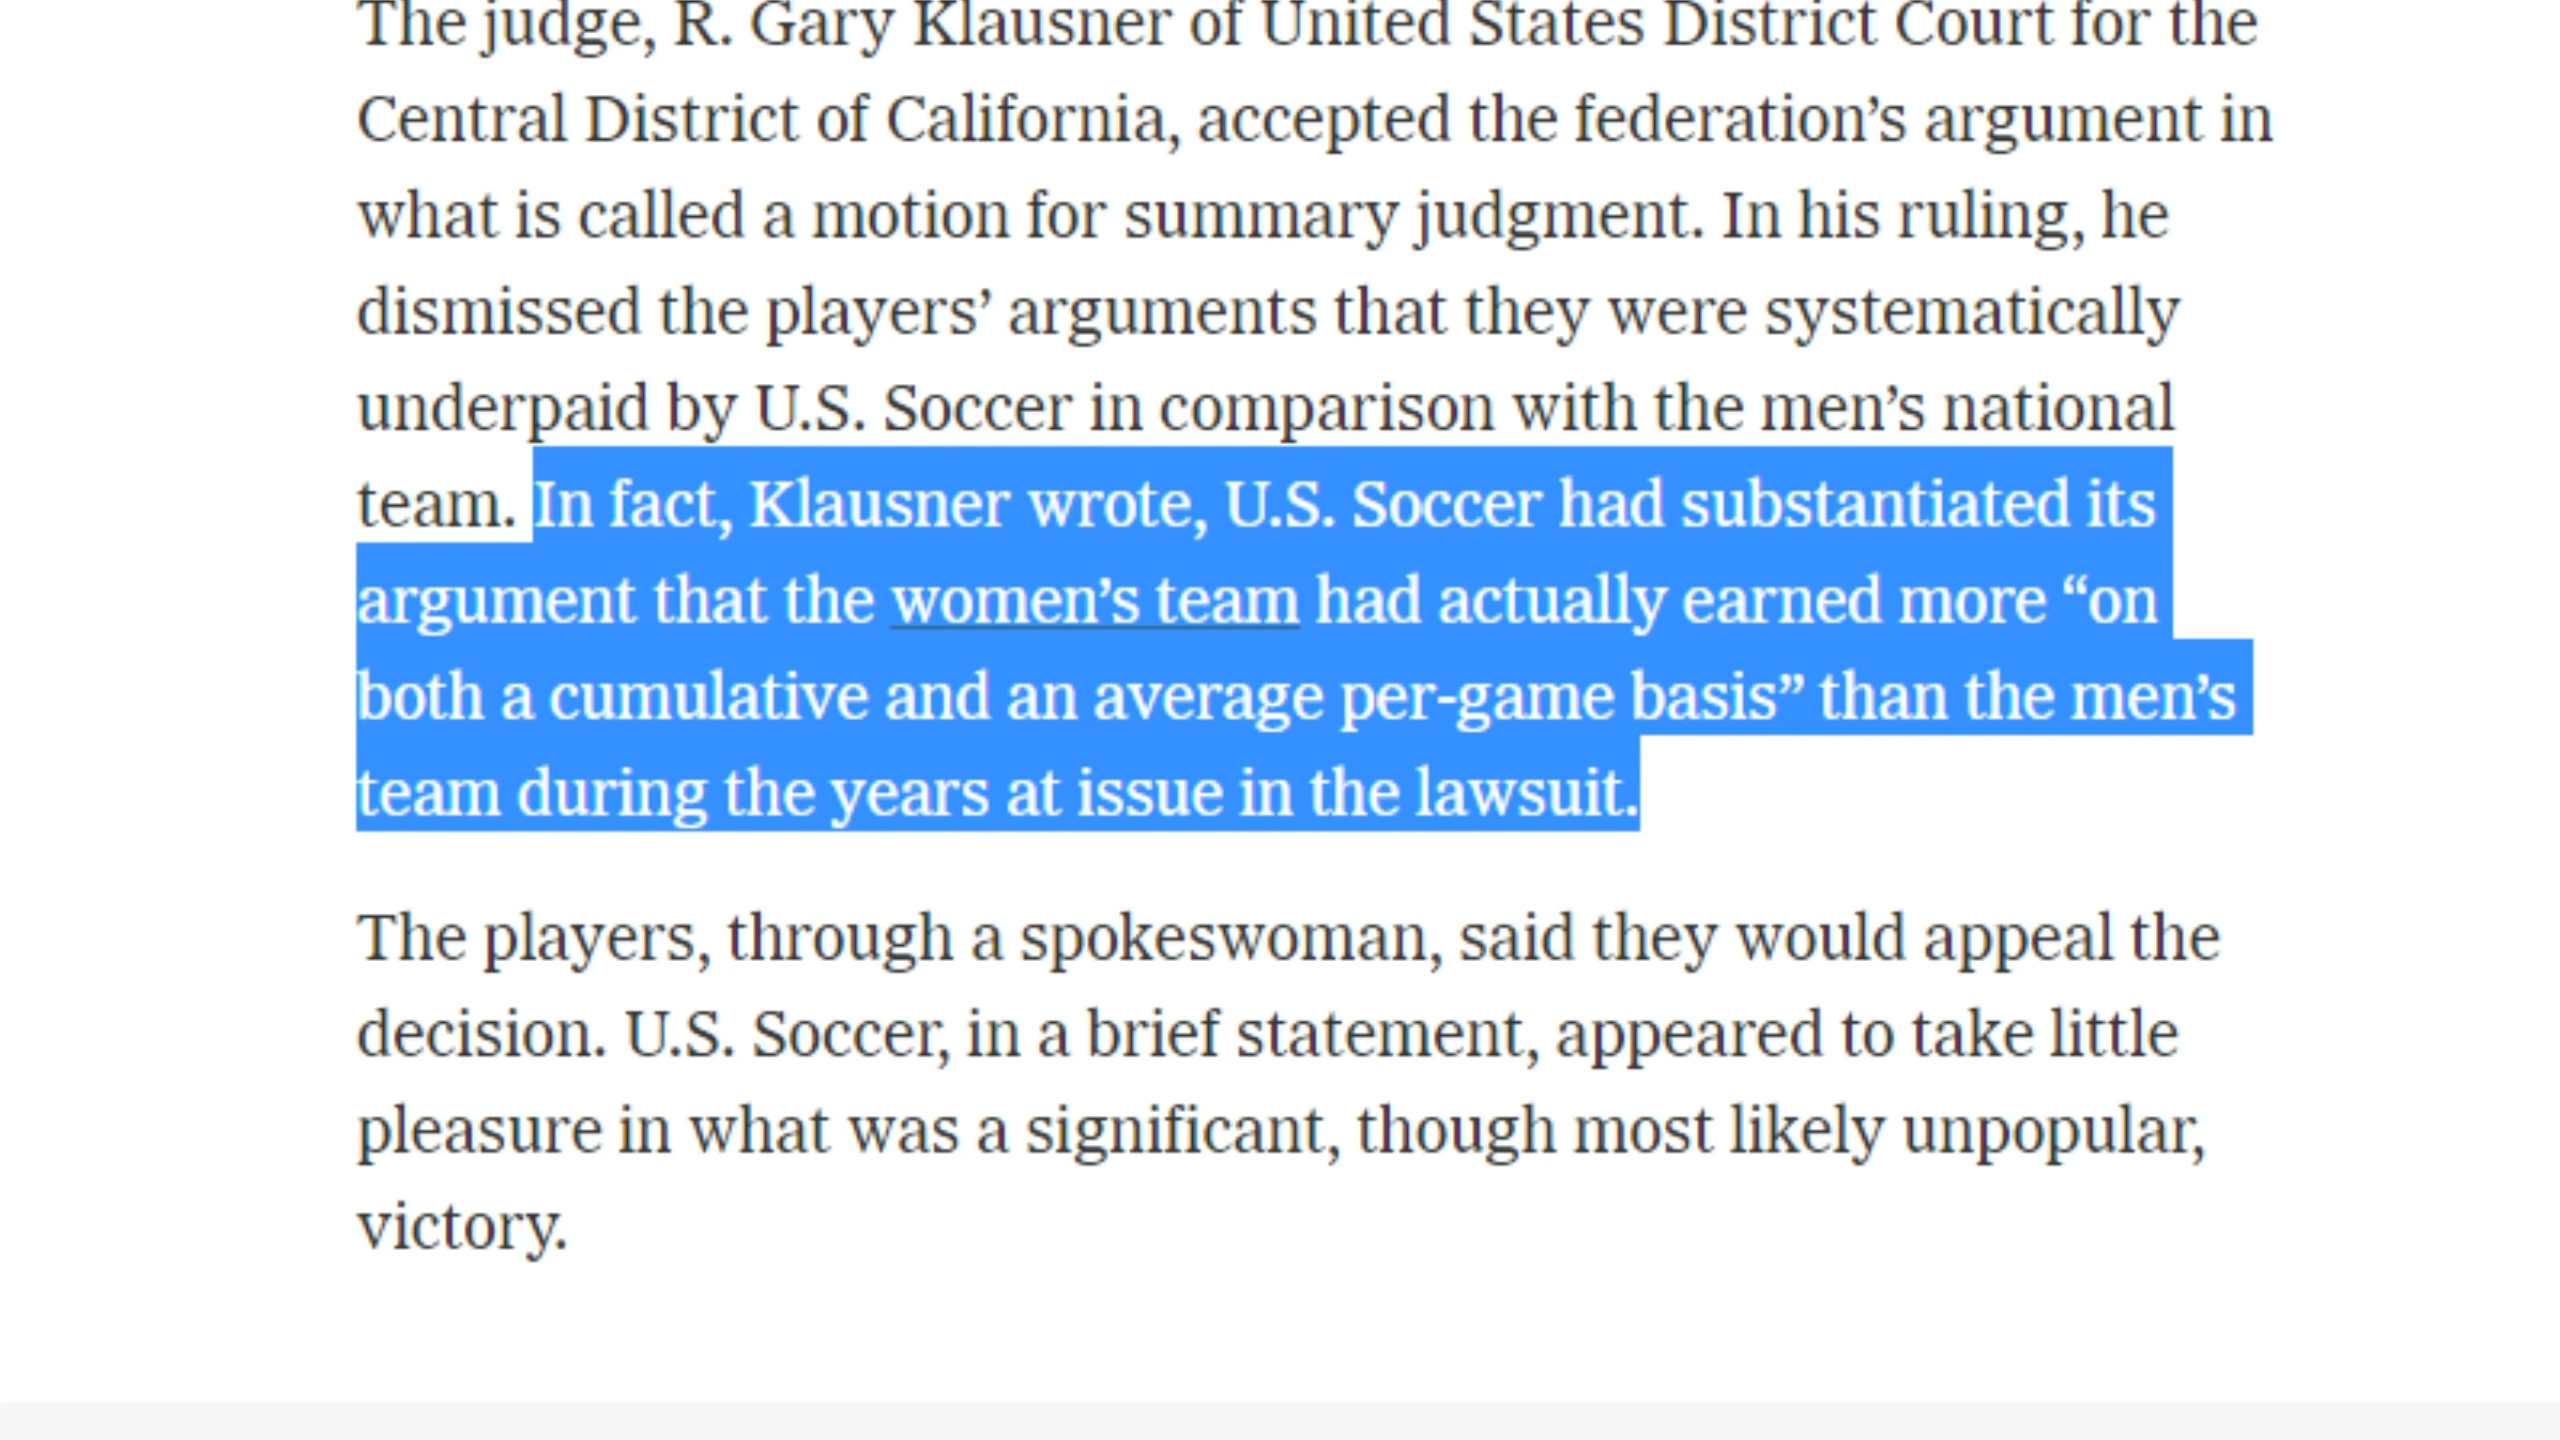 The judge, R. Gary Klausner of United States District Court for the
Central District of California, accepted the federation’s argument in
what is called a motion for summary judgment. In his ruling, he
dismissed the players’ arguments that they were systematically
underpaid by U.S. Soccer in comparison with the men’s national
team. In fact, Klausner wrote, U.S. Soccer had substantiated its
argument that the women’s team had actually earned more “on
both a cumulative and an average per-game basis” than the men’s
team during the years at issue in the lawsuit.
The players, through a spokeswoman, said they would appeal the
decision. U.S. Soccer, in a brief statement, appeared to take little
pleasure in what was a significant, though most likely unpopular,
victory.